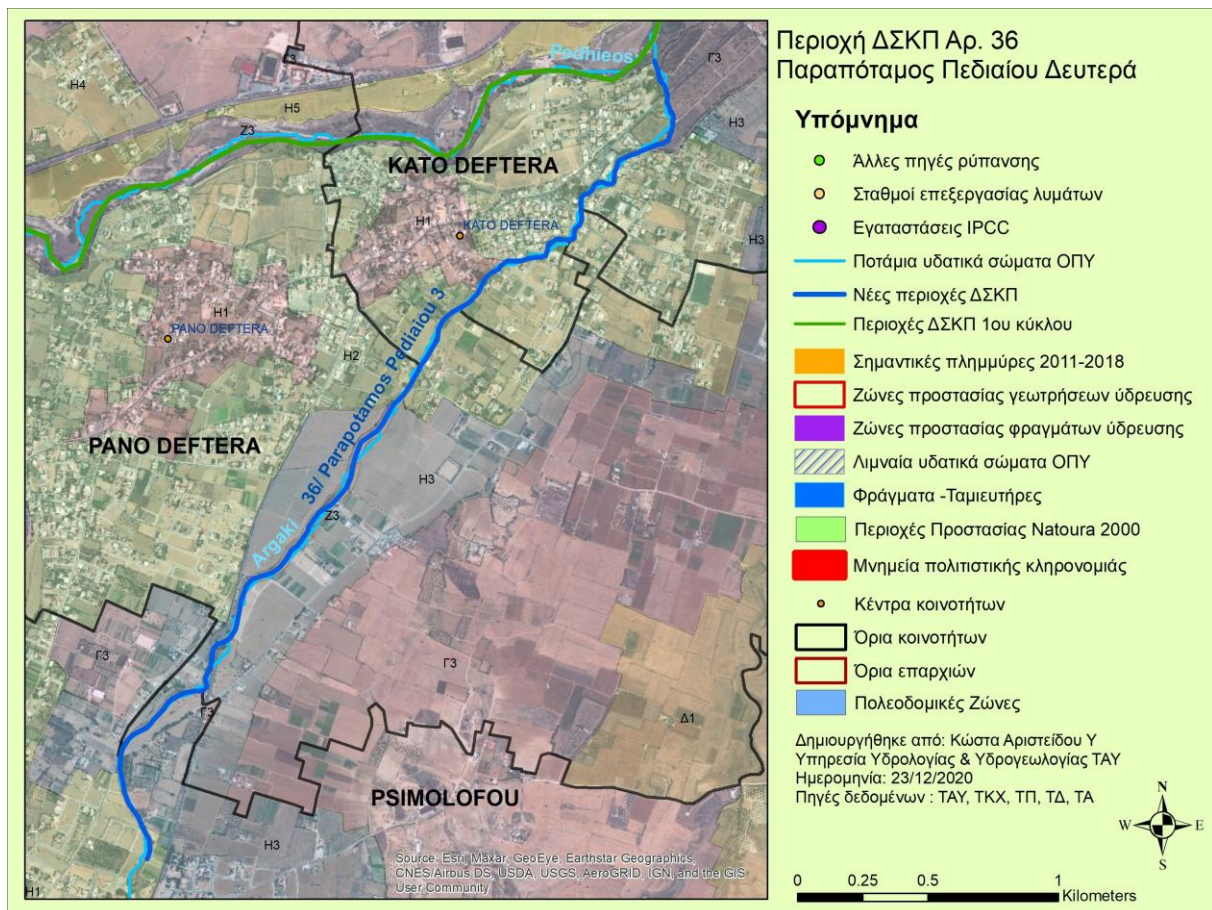 Περιοχή ΔΣΚΠ Αρ. 36
Παραπόταμος Πεδιαίου Δευτερά
Υπόμνημα
Άλλες πηγές ρύπανσης
Σταθμοί επεξεργασίας λυμάτων
Εγαταστάσεις IPCC
Ποτάμια υδατικά σώματα ΟΠΥ
Νέες περιοχές ΔΣΚΠ
Περιοχές ΔΣΚΠ 1ου κύκλου
Σημαντικές πλημμύρες 2011-2018
Ζώνες προστασίας γεωτρήσεων ύδρευσης
Ζώνες προστασίας φραγμάτων ύδρευσης
Λιμναία υδατικά σώματα ΟΠΥ
Φράγματα -Ταμιευτήρες
Περιοχές Προστασίας Natoura 2000
Μνημεία πολιτιστικής κληρονομιάς
Κέντρα κοινοτήτων
Όρια κοινοτήτων
Όρια επαρχιών
Πολεοδομικές Ζώνες
Δημιουργήθηκε από: Κώστα Αριστείδου Υ
Υπηρεσία Υδρολογίας & Υδρογεωλογίας ΤΑΥ
Ημερομηνία: 23/12/2020
Πηγές δεδομένων : ΤΑΥ, ΤΚΧ, ΤΠ, ΤΔ, ΤΑ
N
W
E
S
0 0.25 0.5 1
Kilometers
Pedhieos
Γ3
Γ3
H4
H5
Z3
H3
KATO DEFTERA
H1
KATO DEFTERA
H3
H1
PANO DEFTERA
H2
36/ Parapotamos Pediaiou 3
PANO DEFTERA
H3
Z3
Argaki
Γ3
Γ3
Δ1
Γ3
PSIMOLOFOU
H3
H1
Source: Esri, Maxar, GeoEye, Earthstar Geographics,
CNES/Airbus DS, USDA, USGS, AeroGRID, IGN, and the GIS
User Community